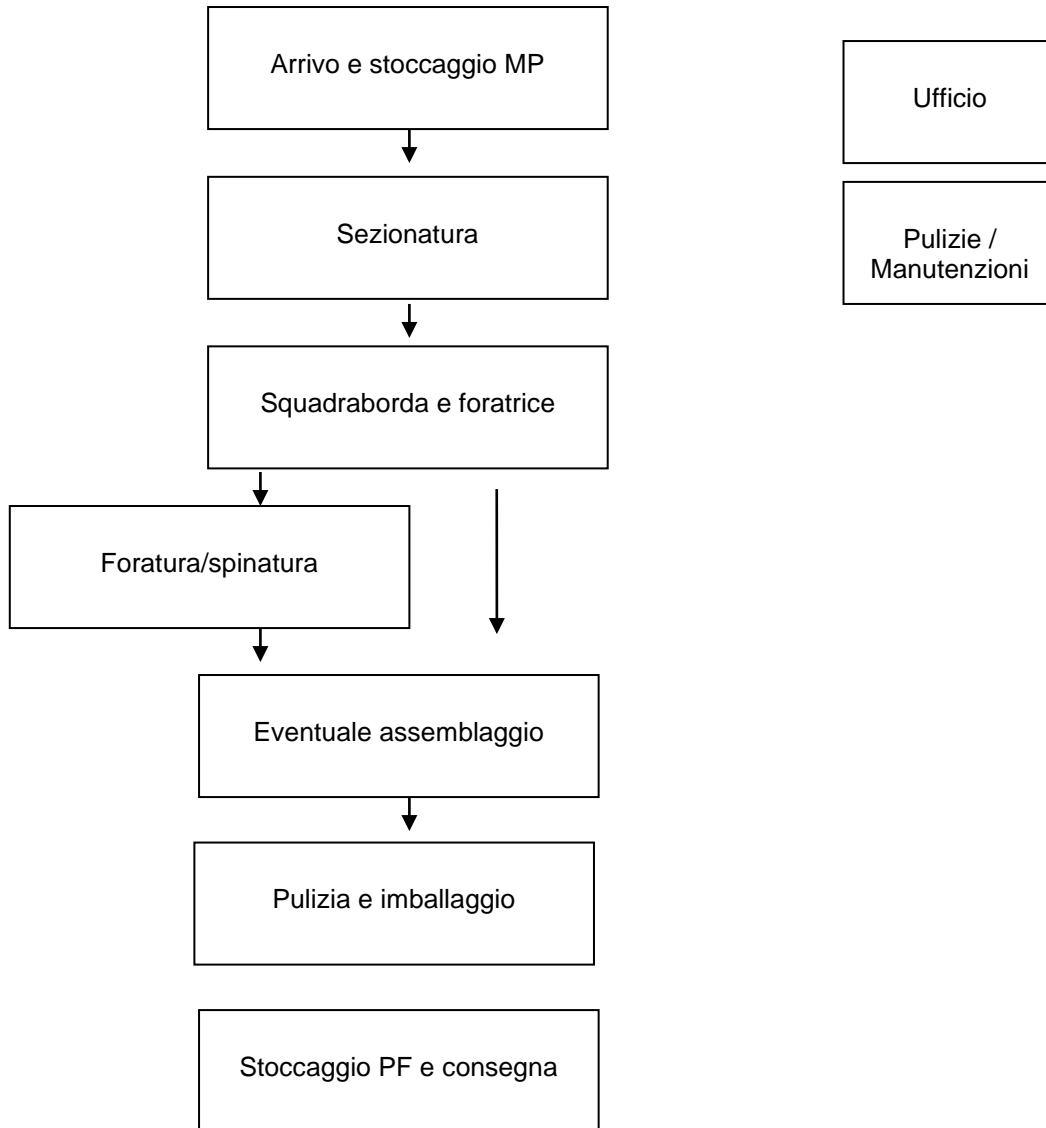 Arrivo e stoccaggio MP
Ufficio
Sezionatura
Pulizie /
Manutenzioni
Squadraborda e foratrice
Foratura/spinatura
Eventuale assemblaggio
Pulizia e imballaggio
Stoccaggio PF e consegna